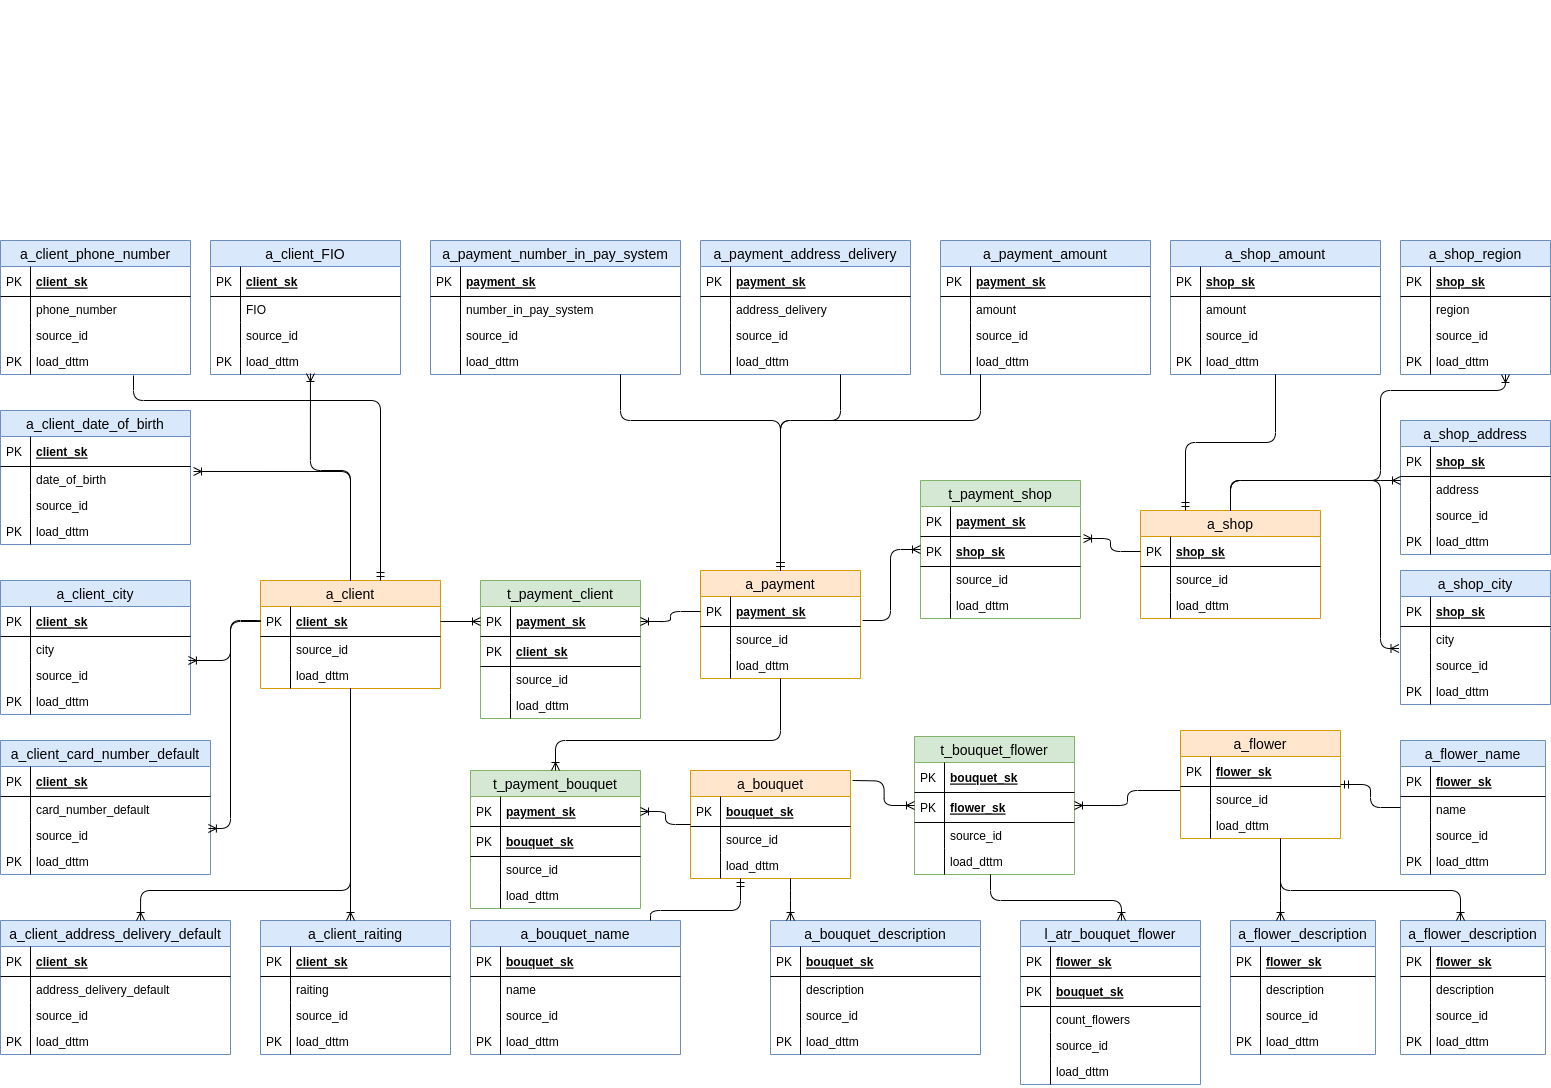 a_client_phone_number
PK client_sk
phone_number
source_id
PK load_dttm
a_client_FIO
PK client_sk
FIO
source_id
PK load_dttm
a_payment_number_in_pay_system
PK payment_sk
number_in_pay_system
source_id
load_dttm
a_payment_address_delivery
PK payment_sk
address_delivery
source_id
load_dttm
a_payment_amount
PK payment_sk
amount
source_id
load_dttm
a_shop_amount
PK shop_sk
amount
source_id
PK load_dttm
a_shop_region
PK shop_sk
region
source_id
PK load_dttm
a_client_date_of_birth
PK client_sk
date_of_birth
source_id
PK load_dttm
a_shop_address
PK shop_sk
address
source_id
PK load_dttm
t_payment_shop
PK payment_sk
PK shop_sk
source_id
load_dttm
a_shop
PK shop_sk
source_id
load_dttm
a_client_city
PK client_sk
city
source_id
PK load_dttm
a_client
PK client_sk
source_id
load_dttm
t_payment_client
PK payment_sk
PK client_sk
source_id
load_dttm
a_payment
PK payment_sk
source_id
load_dttm
a_shop_city
PK shop_sk
city
source_id
PK load_dttm
a_client_card_number_default
PK client_sk
card_number_default
source_id
PK load_dttm
t_payment_bouquet
PK payment_sk
PK bouquet_sk
source_id
load_dttm
a_bouquet
PK bouquet_sk
source_id
load_dttm
t_bouquet_flower
PK bouquet_sk
PK flower_sk
source_id
load_dttm
a_flower
PK flower_sk
source_id
load_dttm
a_flower_name
PK flower_sk
name
source_id
PK load_dttm
a_client_address_delivery_default
PK client_sk
address_delivery_default
source_id
PK load_dttm
a_client_raiting
PK client_sk
raiting
source_id
PK load_dttm
a_bouquet_name
PK bouquet_sk
name
source_id
PK load_dttm
a_bouquet_description
PK bouquet_sk
description
source_id
PK load_dttm
l_atr_bouquet_flower
PK flower_sk
PK bouquet_sk
count_flowers
source_id
load_dttm
a_flower_description
PK flower_sk
description
source_id
PK load_dttm
a_flower_description
PK flower_sk
description
source_id
PK load_dttm